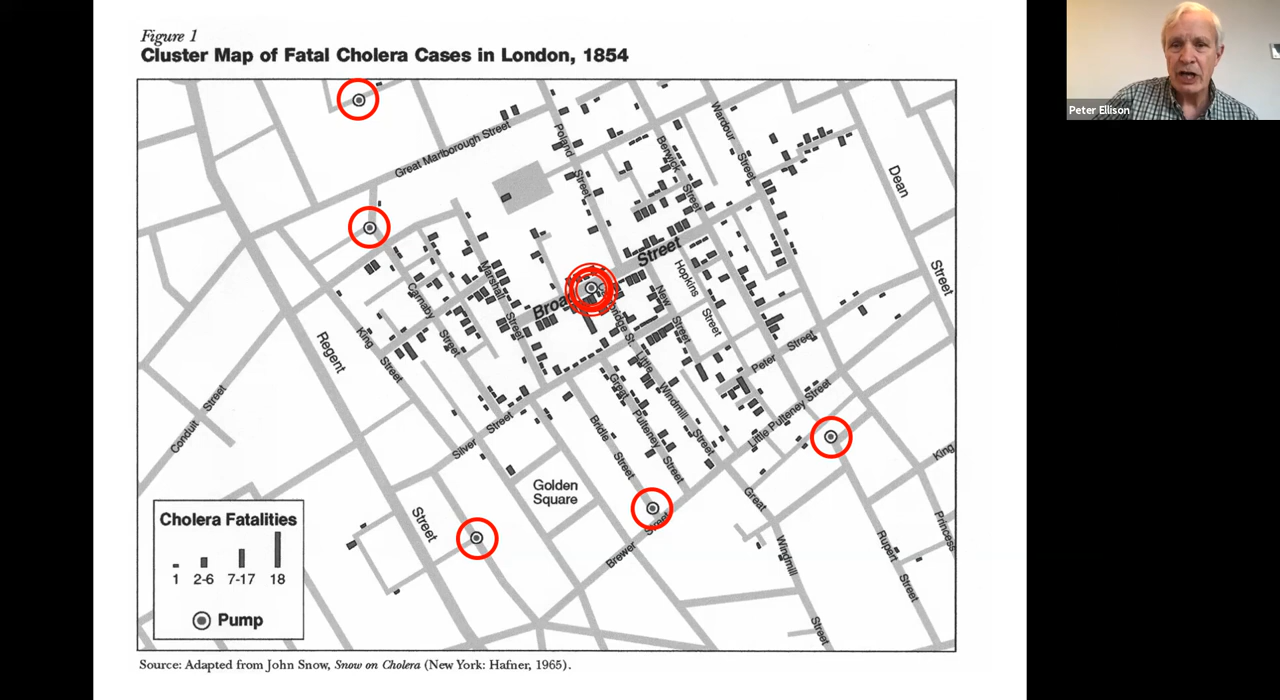 Figure 1
Cluster Map of Fatal Cholera Cases in London, 1854
Peter Ellison
Great Marlborough Street
Poland
Street
Berwick
Street
Wardour
Street
Dean
Street
Broad
Street
Marshall
Street
Carnaby
Street
King
Street
Regent
Street
Conduit Street
Hopkins
Street
New
Street
Little
Windmill
Street
Great
Pulteney
Street
Peter Street
Little Pulteney Street
Bridle
Street
Silver Street
Golden
Square
Brewer Street
Great
Windmill
Street
King
Princess
Rupert
Street
Cholera Fatalities
1 2-6 7-17 18
Pump
Source: Adapted from John Snow, Snow on Cholera (New York: Hafner, 1965).